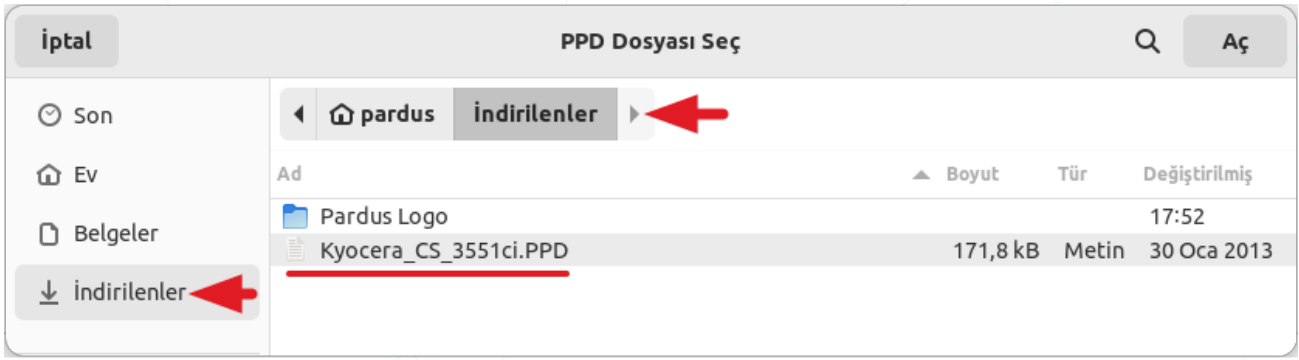 İptal PPD Dosyası Seç Aç
Son
pardus İndirilenler
Ev
Ad Boyut Tür Değiştirilmiş
Pardus Logo 17:52
Belgeler
Kyocera_CS_3551ci.PPD 171,8 kB Metin 30 Oca 2013
İndirilenler